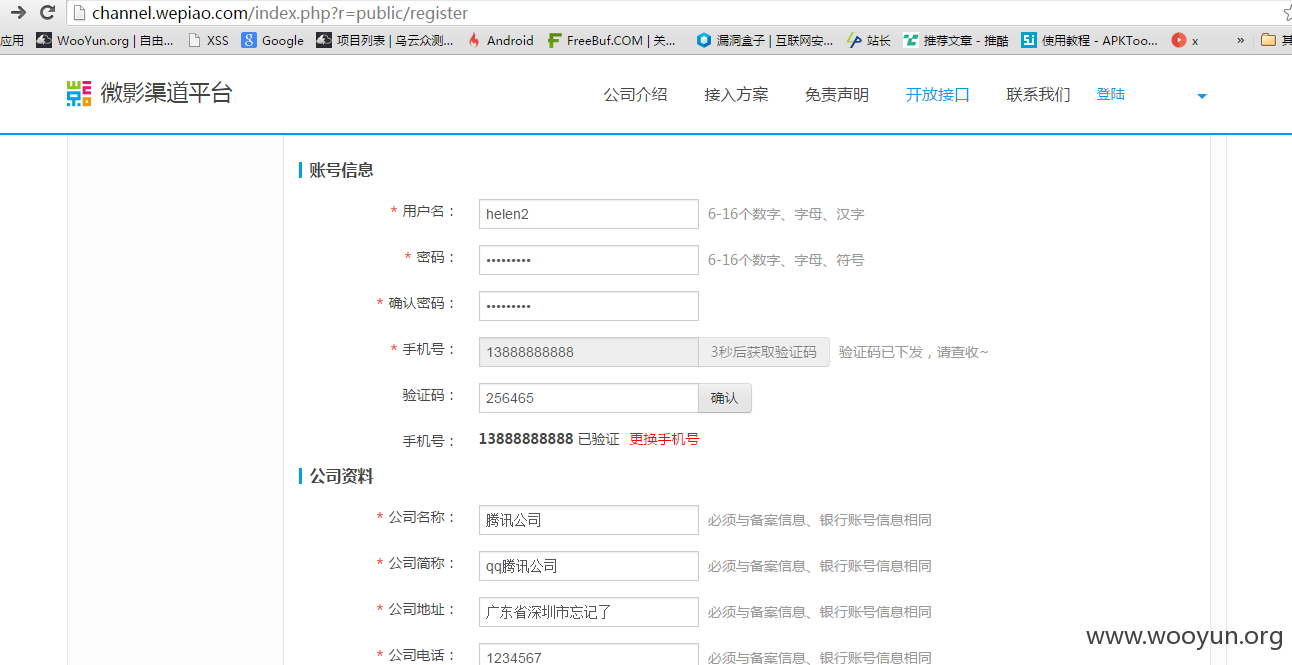 channel.wepiao.com/index.php?r=public/register
应用 WooYun.org | 自由... XSS Google 项目列表 | 乌云众测... Android FreeBuf.COM | 关... 漏洞盒子 | 互联网安... 站长 推荐文章 - 推酷 使用教程 - APKToo... x » 其
微影渠道平台 公司介绍 接入方案 免责声明 开放接口 联系我们 登陆
账号信息
* 用户名： helen2 6-16个数字、字母、汉字
* 密码： ••••••••• 6-16个数字、字母、符号
* 确认密码： •••••••••
* 手机号： 13888888888 3秒后获取验证码 验证码已下发，请查收~
验证码： 256465 确认
手机号： 13888888888 已验证 更换手机号
公司资料
* 公司名称： 腾讯公司 必须与备案信息、银行账号信息相同
* 公司简称： qq腾讯公司 必须与备案信息、银行账号信息相同
* 公司地址： 广东省深圳市忘记了 必须与备案信息、银行账号信息相同
* 公司电话： 1234567 必须与备案信息、银行账号信息相同
www.wooyun.org